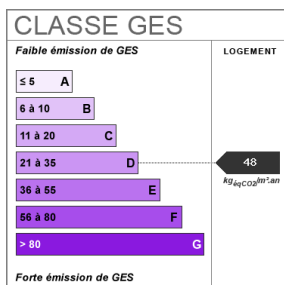 CLASSE GES
Faible émission de GES
LOGEMENT
≤ 5 A
6 à 10 B
11 à 20 C
21 à 35 D
48
kgéqCO2/m².an
36 à 55 E
56 à 80 F
> 80 G
Forte émission de GES